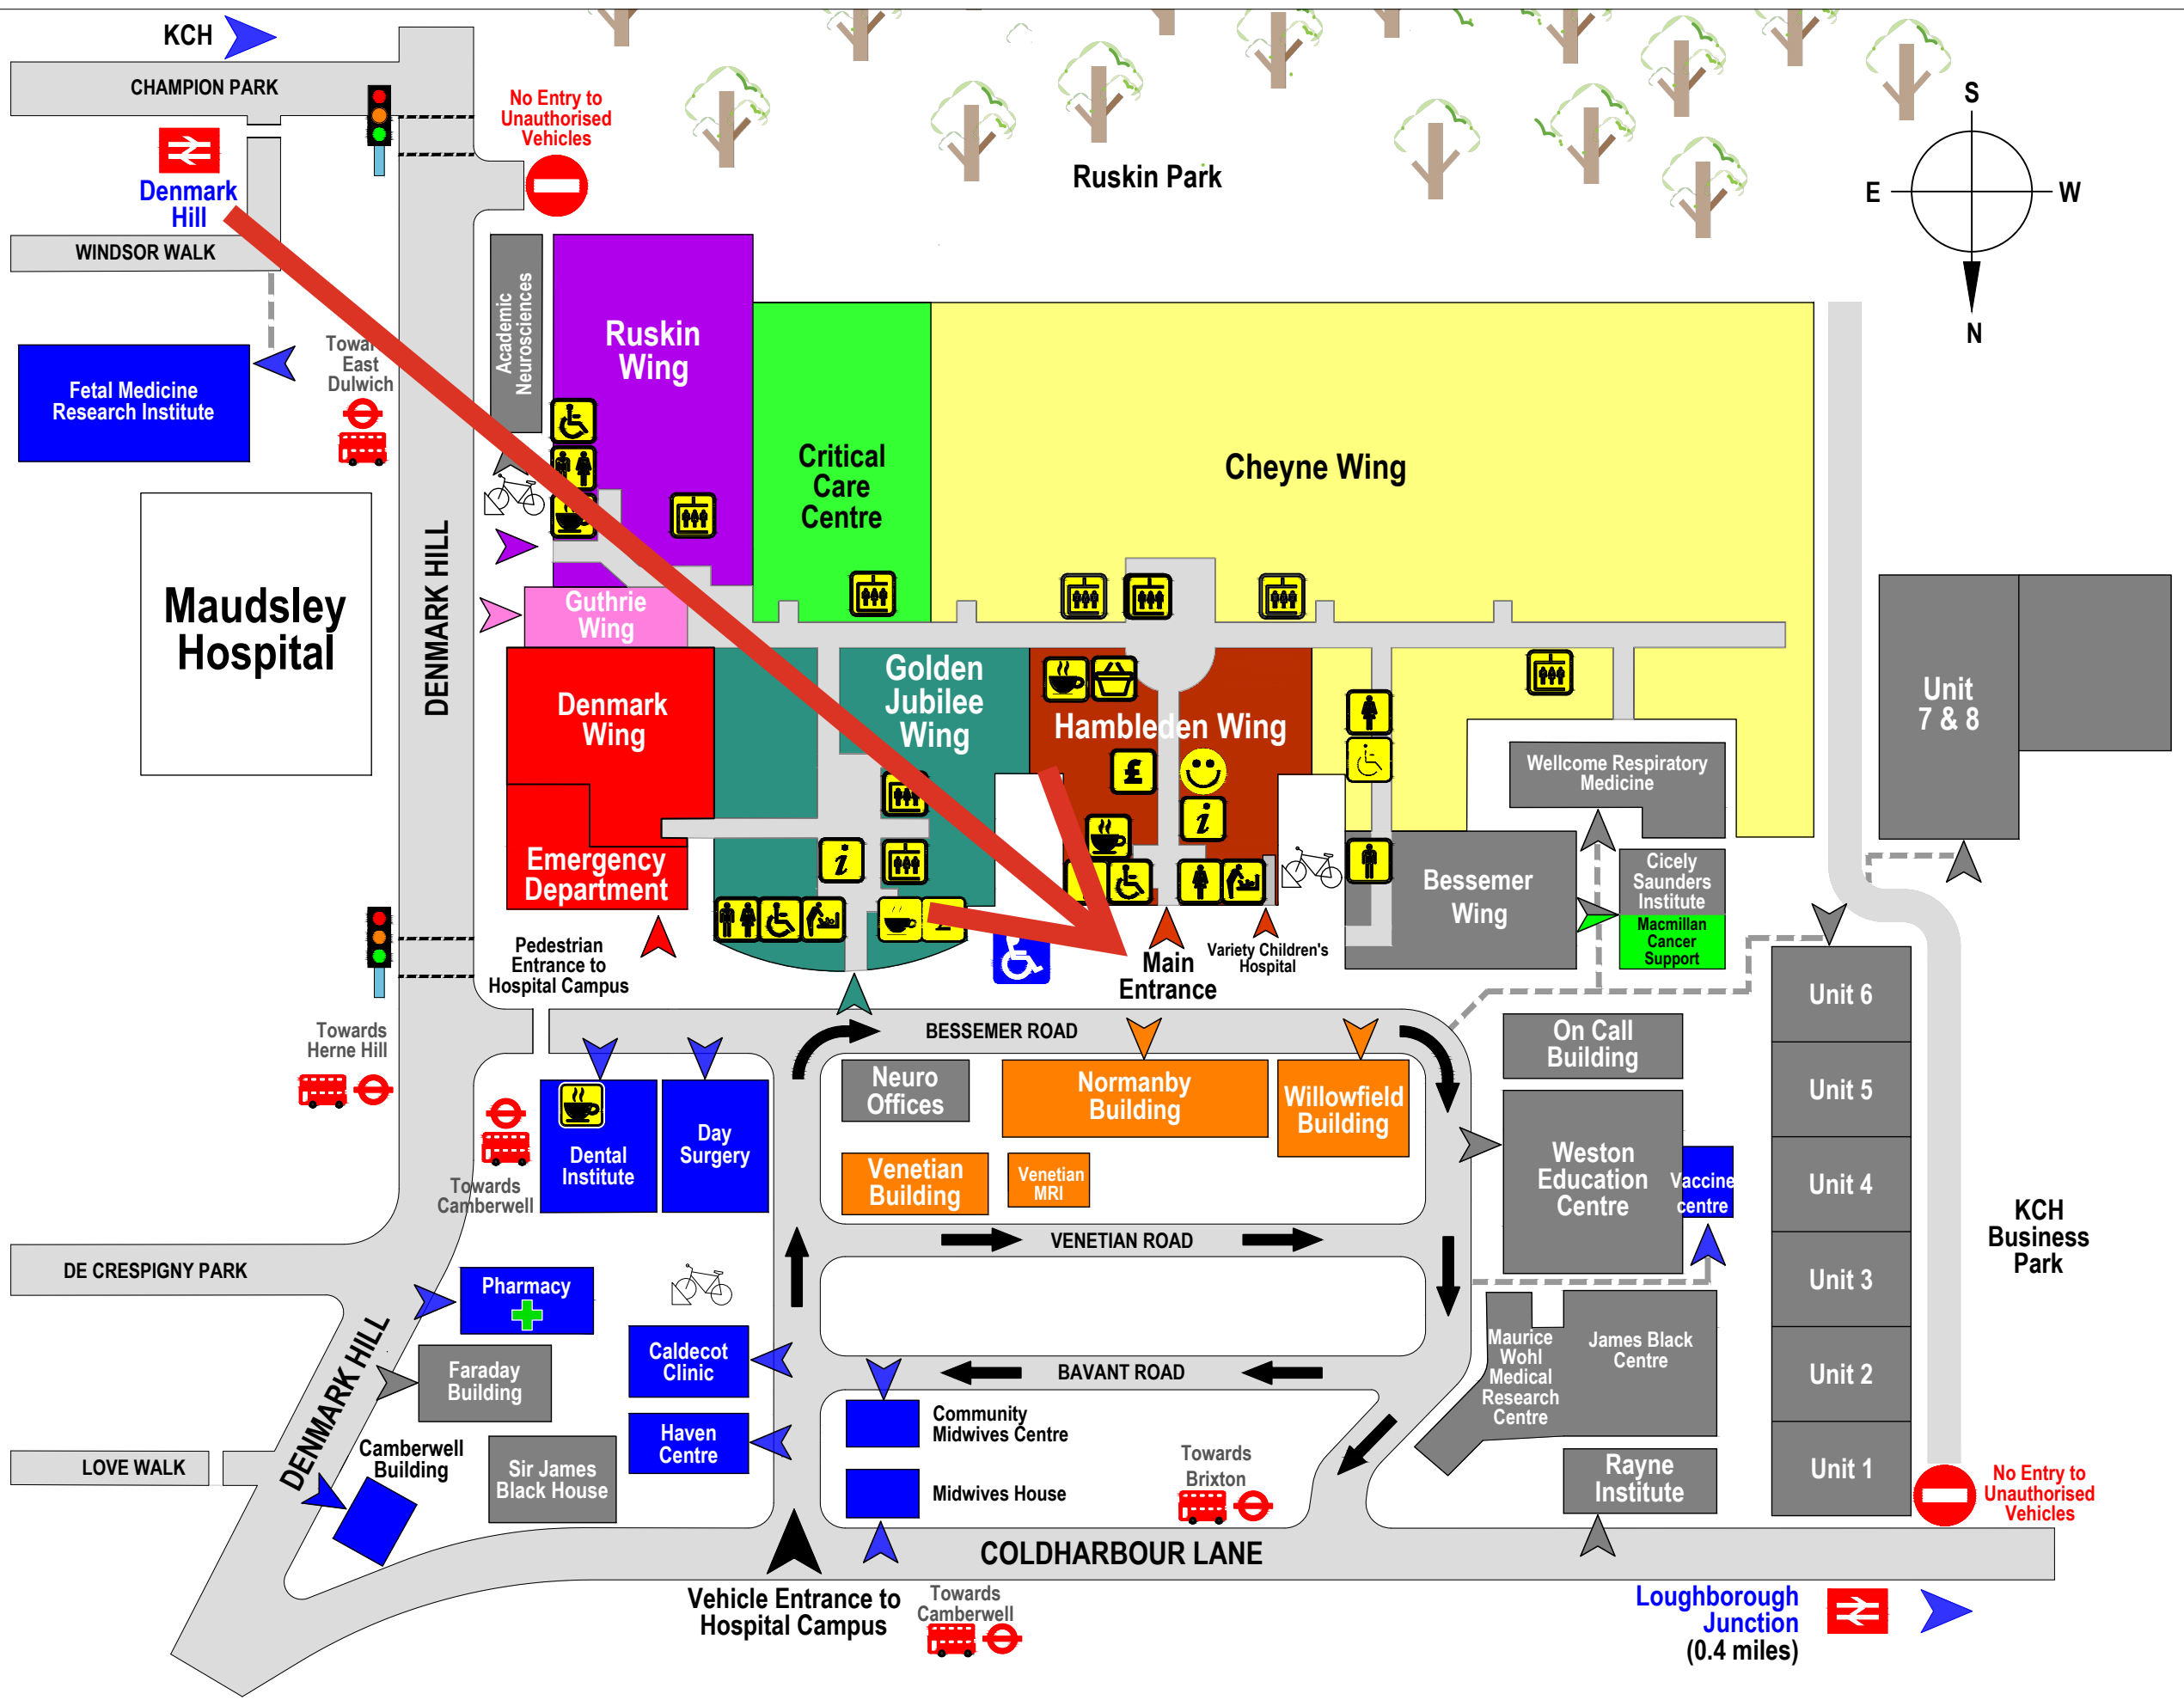 KCH
CHAMPION PARK
No Entry to
Unauthorised
Vehicles
Denmark
Hill
WINDSOR WALK
Ruskin Park
S
E
W
N
Academic
Neurosciences
Ruskin
Wing
Fetal Medicine
Research Institute
East
Dulwich
Critical
Care
Centre
Cheyne Wing
Maudsley
Hospital
DENMARK HILL
Guthrie
Wing
Denmark
Wing
Golden
Jubilee
Wing
Hambleden Wing
£
i
i
Unit
7 & 8
Wellcome Respiratory
Medicine
Emergency
Department
Bessemer
Wing
Cicely
Saunders
Institute
Macmillan
Cancer
Support
Pedestrian
Entrance to
Hospital Campus
Main
Entrance
Variety Children's
Hospital
Unit 6
Unit 5
Unit 4
Unit 3
Unit 2
Unit 1
Towards
Herne Hill
BESSEMER ROAD
On Call
Building
Neuro
Offices
Normanby
Building
Willowfield
Building
Dental
Institute
Day
Surgery
Venetian
Building
Venetian
MRI
Weston
Education
Centre
Vaccine
centre
Towards
Camberwell
KCH
Business
Park
VENETIAN ROAD
DE CRESPIGNY PARK
Pharmacy
Caldecot
Clinic
Faraday
Building
BAVANT ROAD
Maurice
Wohl
Medical
Research
Centre
James Black
Centre
DENMARK HILL
Community
Midwives Centre
Haven
Centre
Camberwell
Building
LOVE WALK
Sir James
Black House
Midwives House
Towards
Brixton
Rayne
Institute
No Entry to
Unauthorised
Vehicles
COLDHARBOUR LANE
Vehicle Entrance to
Hospital Campus
Towards
Camberwell
Loughborough
Junction
(0.4 miles)